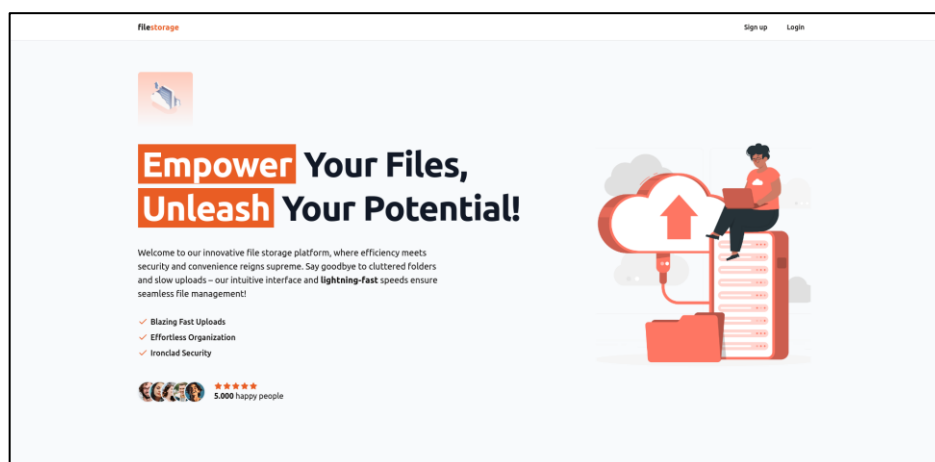 filestorage
Sign up Login
Empower Your Files,
Unleash Your Potential!
Welcome to our innovative file storage platform, where efficiency meets
security and convenience reigns supreme. Say goodbye to cluttered folders
and slow uploads – our intuitive interface and lightning-fast speeds ensure
seamless file management!
Blazing Fast Uploads
Effortless Organization
Ironclad Security
5.000 happy people